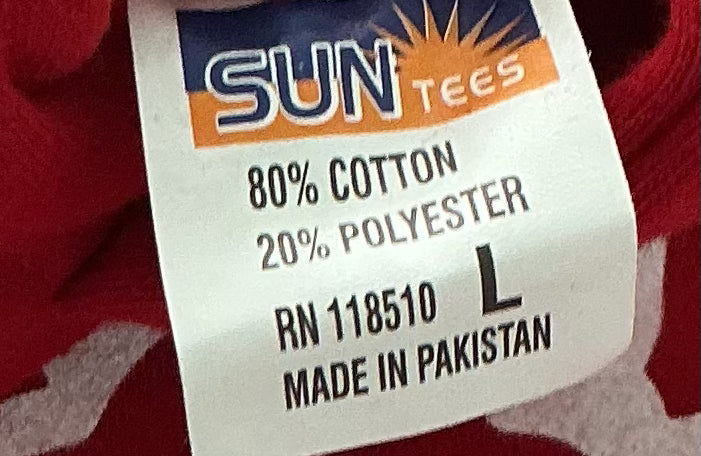 SUN TEES
80% COTTON
20% POLYESTER
RN 118510 L
MADE IN PAKISTAN